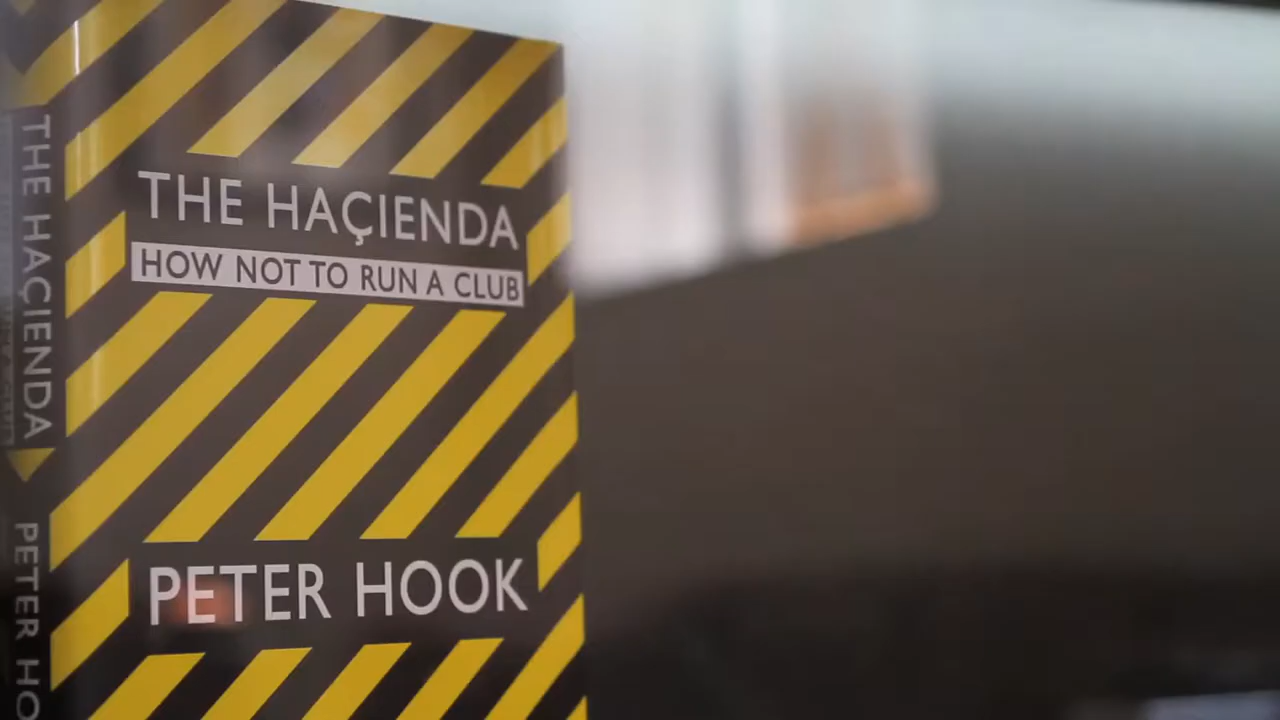 THE HAÇIENDA
HOW NOT TO RUN A CLUB
PETER HOOK
THE HAÇIENDA
PETER HO